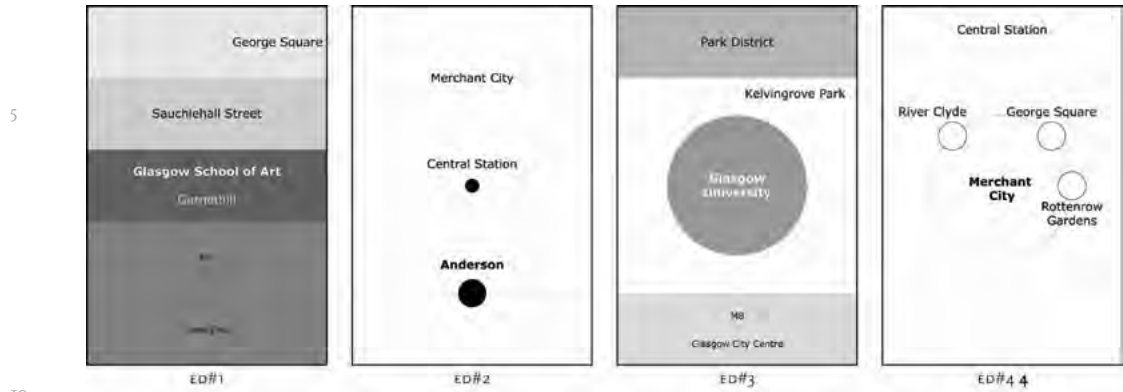 George Square
Sauchiehall Street
Glasgow School of Art
Garnethill
ED#1
Merchant City
Central Station
Anderson
ED#2
Park District
Kelvingrove Park
Glasgow
University
M8
Glasgow City Centre
ED#3
Central Station
River Clyde
George Square
Merchant
City
Rottenrow
Gardens
ED#4 4
5
10